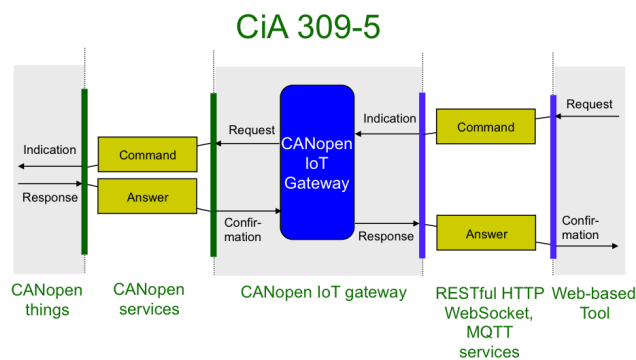 CiA 309-5
Indication
Response
Command
Answer
Request
Confir-
mation
CANopen
IoT
Gateway
Indication
Response
Command
Answer
Request
Confir-
mation
CANopen
things
CANopen
services
CANopen IoT gateway
RESTful HTTP
WebSocket,
MQTT
services
Web-based
Tool